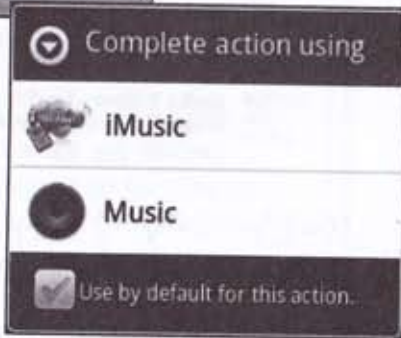 Complete action using
iMusic
Music
Use by default for this action.